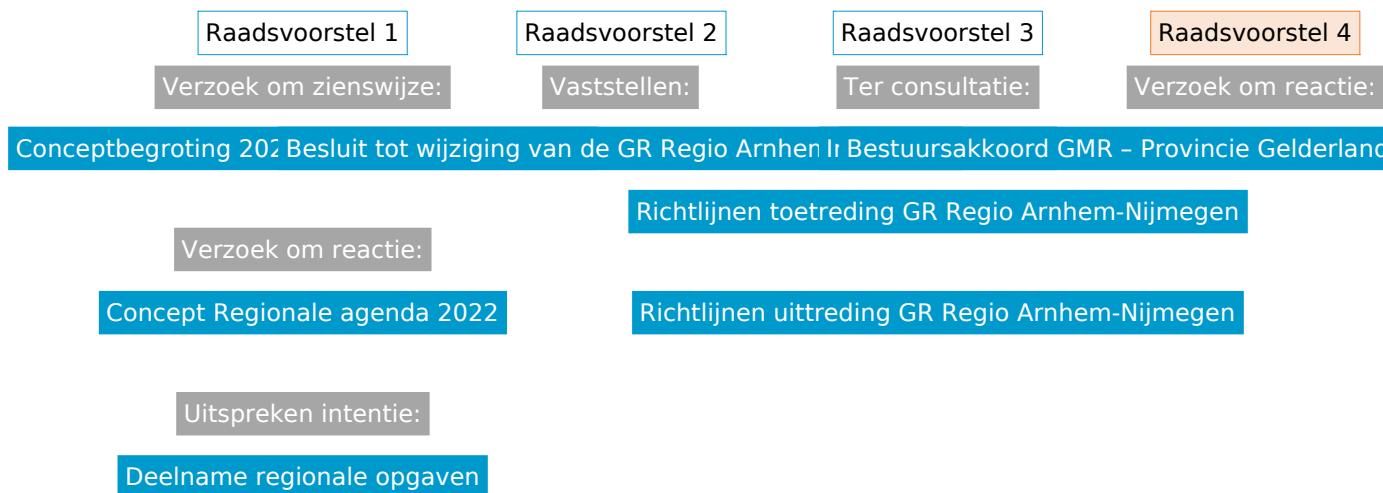 Raadsvoorstel 1
Raadsvoorstel 2
Raadsvoorstel 3
Raadsvoorstel 4
Verzoek om zienswijze:
Vaststellen:
Ter consultatie:
Verzoek om reactie:
Conceptbegroting
Besluit tot wijziging van de GR Regio
Bestuursakkoord GMR – Provincie Gelderland
Richtlijnen toetreding GR Regio Arnhem-Nijmegen
Verzoek om reactie:
Concept Regionale agenda 2022
Richtlijnen uittreding GR Regio Arnhem-Nijmegen
Uitspreken intentie:
Deelname regionale opgaven